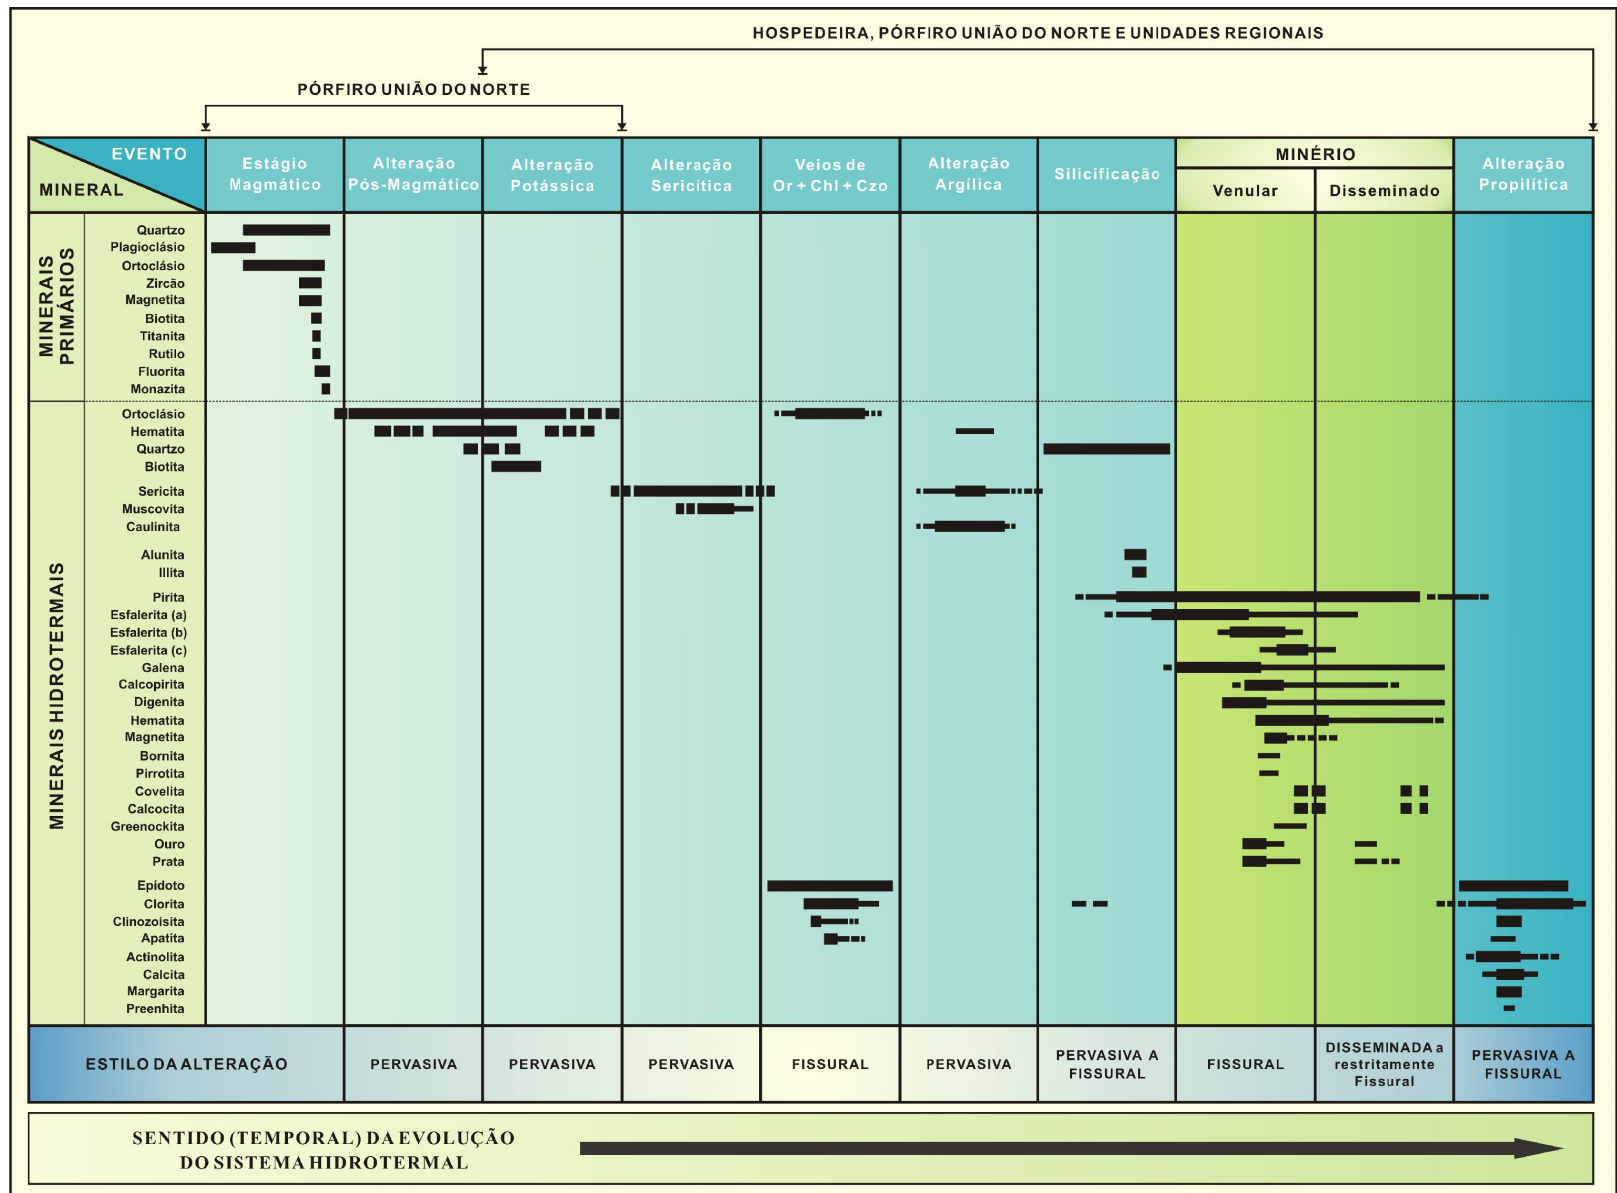 HOSPEDEIRA, PÓRFIRO UNIÃO DO NORTE E UNIDADES REGIONAIS
PÓRFIRO UNIÃO DO NORTE
EVENTO
MINERAL
Estágio
Magmático
Alteração
Pós-Magmático
Alteração
Potássica
Alteração
Sericítica
Veios de
Or + Chl + Czo
Alteração
Argílica
Silicificação
MINÉRIO
Venular
Disseminado
Alteração
Propilítica
MINERAIS
PRIMÁRIOS
Quartzo
Plagioclásio
Ortoclásio
Zircão
Magnetita
Biotita
Titanita
Rutilo
Fluorita
Monazita
MINERAIS HIDROTERMAIS
Ortoclásio
Hematita
Quartzo
Biotita
Sericita
Muscovita
Caulinita
Alunita
Illita
Pirita
Esfalerita (a)
Esfalerita (b)
Esfalerita (c)
Galena
Calcopirita
Digenita
Hematita
Magnetita
Bornita
Pirrotita
Covelita
Calcocita
Greenockita
Ouro
Prata
Epídoto
Clorita
Clinozoisita
Apatita
Actinolita
Calcita
Margarita
Preenhita
ESTILO DA ALTERAÇÃO
PERVASIVA
PERVASIVA
PERVASIVA
FISSURAL
PERVASIVA
PERVASIVA A
FISSURAL
FISSURAL
DISSEMINADA a
restritamente
Fissural
PERVASIVA A
FISSURAL
SENTIDO (TEMPORAL) DA EVOLUÇÃO
DO SISTEMA HIDROTERMAL